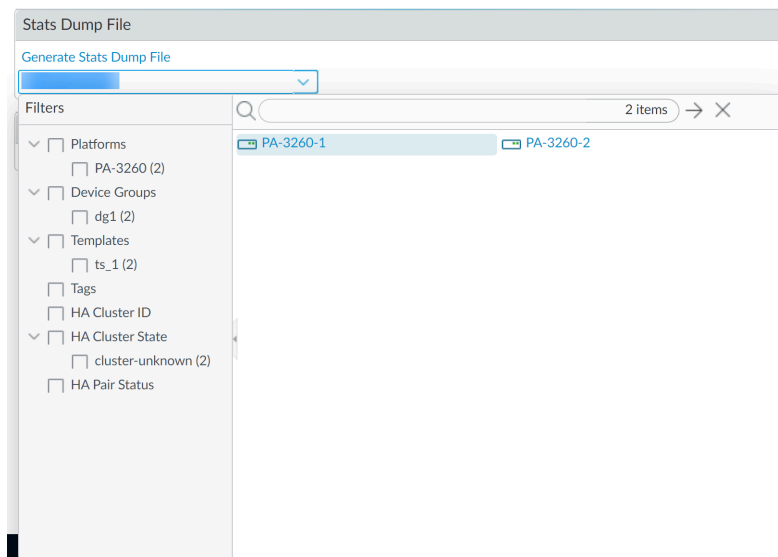 Stats Dump File
Generate Stats Dump File
Filters
2 items
Platforms
PA-3260 (2)
Device Groups
dg1 (2)
Templates
ts_1 (2)
Tags
HA Cluster ID
HA Cluster State
cluster-unknown (2)
HA Pair Status
PA-3260-1
PA-3260-2